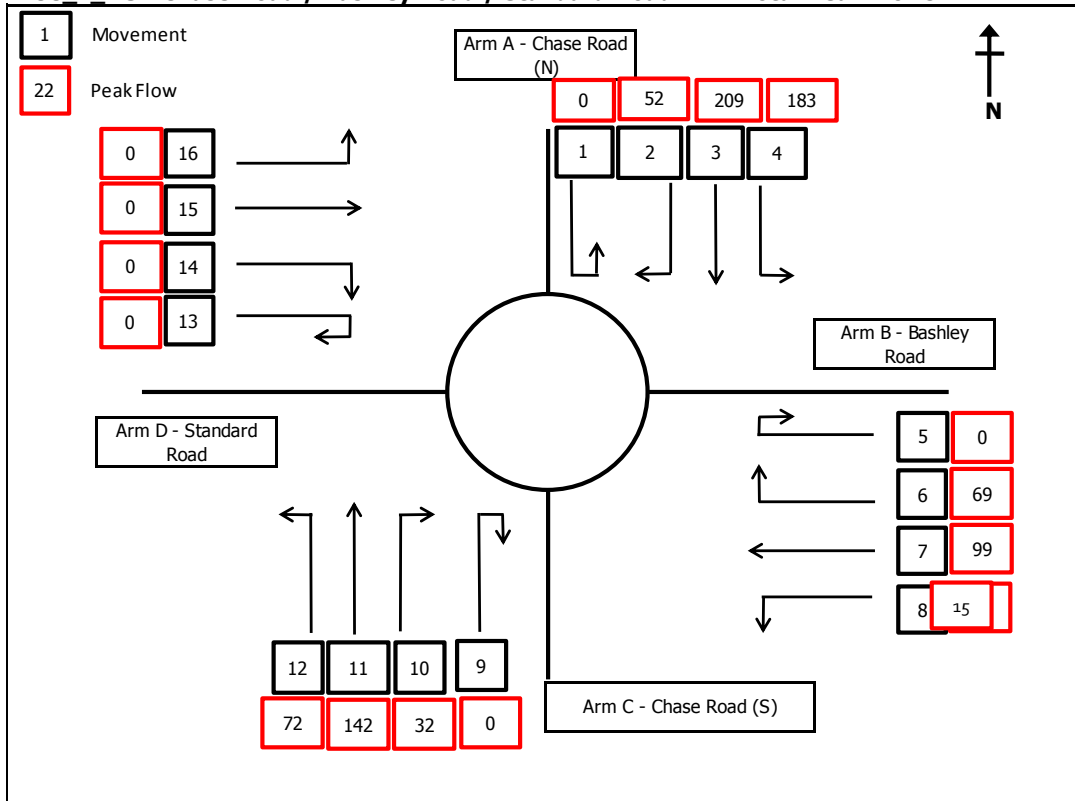 1 Movement
22 Peak Flow
Arm A - Chase Road
(N)
N
0 52 209 183
1 2 3 4
0 16
0 15
0 14
0 13
Arm B - Bashley
Road
Arm D - Standard
Road
5 0
6 69
7 99
8 15
12 11 10 9
72 142 32 0
Arm C - Chase Road (S)